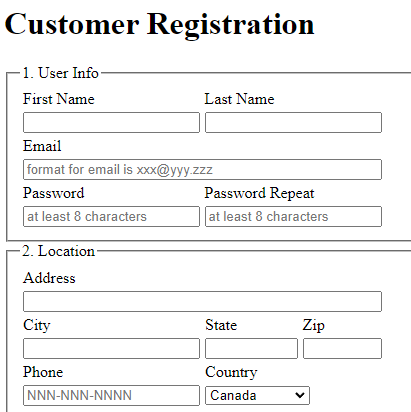 Customer Registration
1. User Info
First Name Last Name
Email
format for email is xxx@yyy.zzz
Password Password Repeat
at least 8 characters at least 8 characters
2. Location
Address
City State Zip
Phone Country
NNN-NNN-NNNN Canada